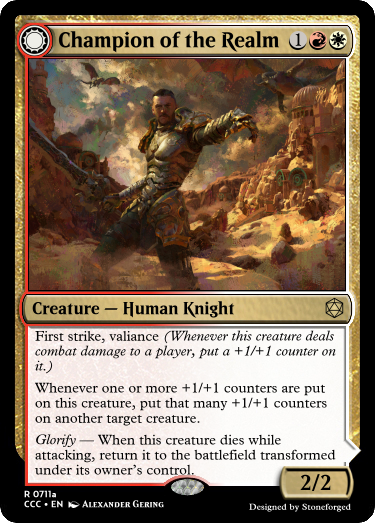 Champion of the Realm 1
Creature — Human Knight
First strike, valiance (Whenever this creature deals
combat damage to a player, put a +1/+1 counter on
it.)
Whenever one or more +1/+1 counters are put
on this creature, put that many +1/+1 counters
on another target creature.
Glorify — When this creature dies while
attacking, return it to the battlefield transformed
under its owner's control.
2/2
R 0711a
CCC • EN ALEXANDER GERING
Designed by Stoneforged